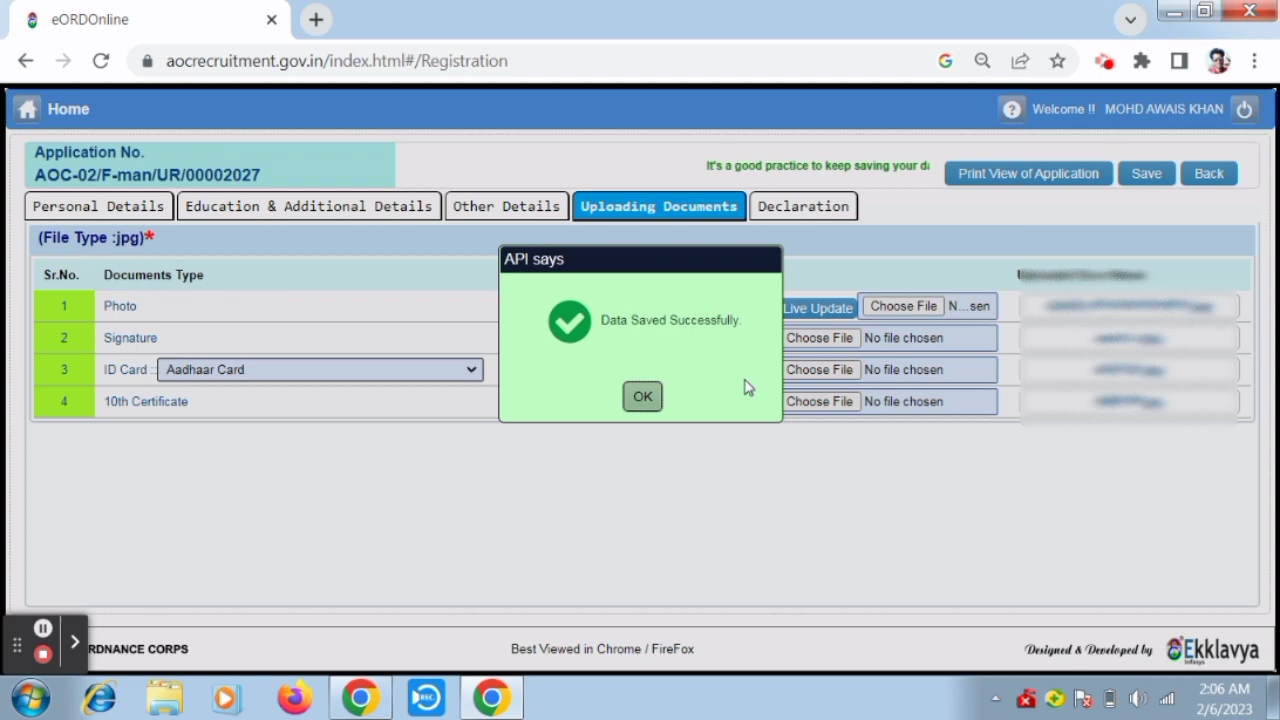 eORDOnline
aocrecruitment.gov.in/index.html#/Registration
Home
Welcome !! MOHD AWAIS KHAN
Application No.
AOC-02/F-man/UR/00002027
It's a good practice to keep saving your da
Print View of Application
Save
Back
Personal Details
Education & Additional Details
Other Details
Uploading Documents
Declaration
(File Type :jpg)*
API says
Sr.No. Documents Type
1 Photo
Live Update
Choose File N...sen
Data Saved Successfully.
2 Signature
Choose File No file chosen
3 ID Card : Aadhaar Card
Choose File No file chosen
4 10th Certificate
Choose File No file chosen
OK
RDNANCE CORPS
Best Viewed in Chrome / FireFox
Designed & Developed by
Ekklavya
Infosys
REC
2:06 AM
2/6/2023